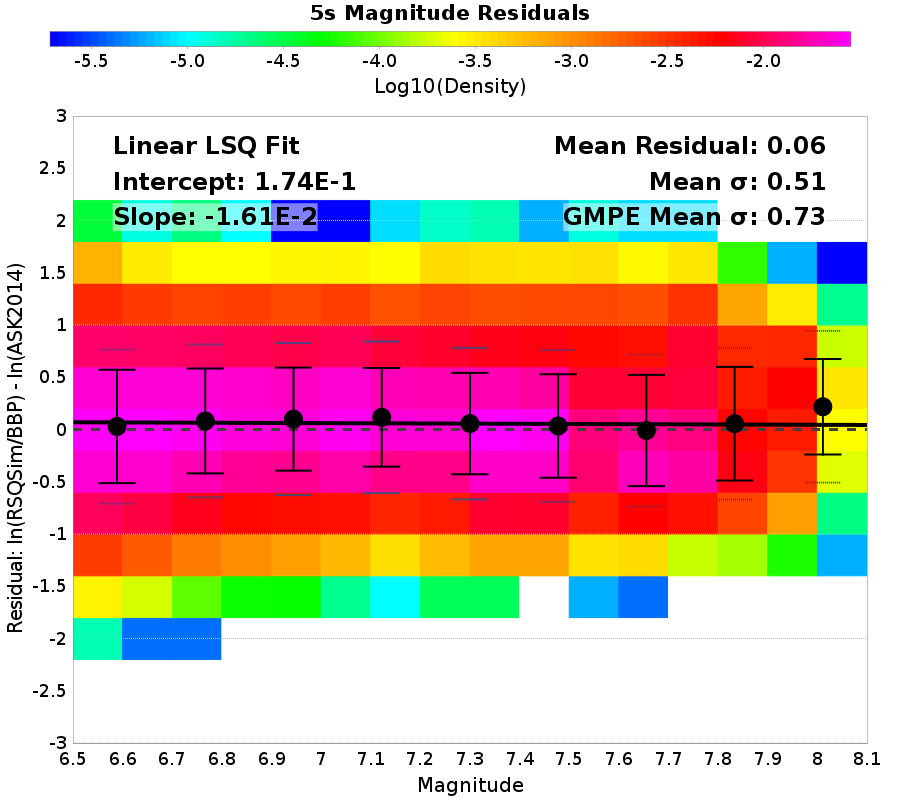 5s Magnitude Residuals
-5.5 -5.0 -4.5 -4.0 -3.5 -3.0 -2.5 -2.0
Log10(Density)
Linear LSQ Fit
Intercept: 1.74E-1
Slope: -1.61E-2
Mean Residual: 0.06
Mean σ: 0.51
GMPE Mean σ: 0.73
Residual: ln(RSQSim/BBP) - ln(ASK2014)
3
2.5
2
1.5
1
0.5
0
-0.5
-1
-1.5
-2
-2.5
-3
6.5 6.6 6.7 6.8 6.9 7 7.1 7.2 7.3 7.4 7.5 7.6 7.7 7.8 7.9 8 8.1
Magnitude